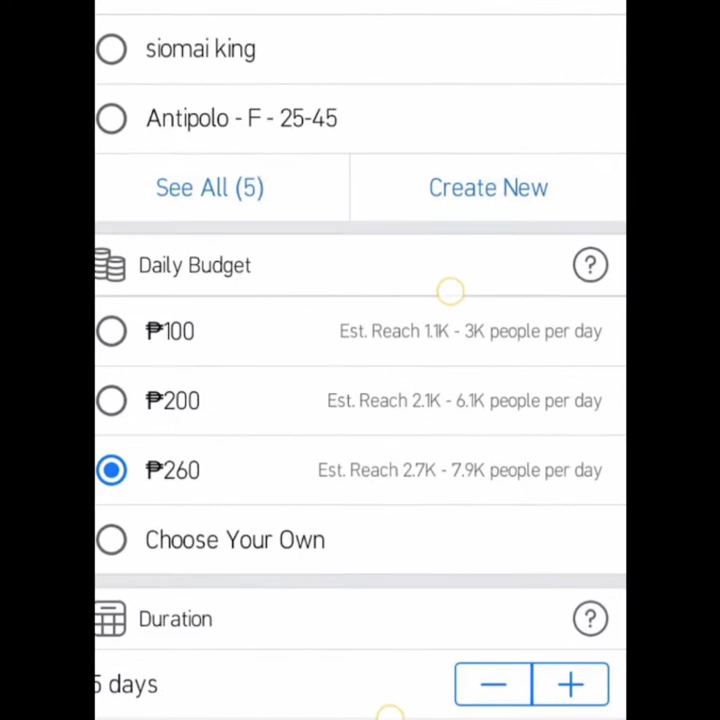 siomai king
Antipolo - F - 25-45
See All (5) Create New
Daily Budget ?
₱100 Est. Reach 1.1K - 3K people per day
₱200 Est. Reach 2.1K - 6.1K people per day
₱260 Est. Reach 2.7K - 7.9K people per day
Choose Your Own
Duration ?
5 days − +